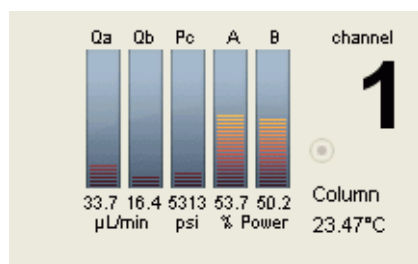 Qa Qb Pc A B channel
1
33.7 16.4 5313 53.7 50.2
µL/min psi % Power
Column
23.47°C